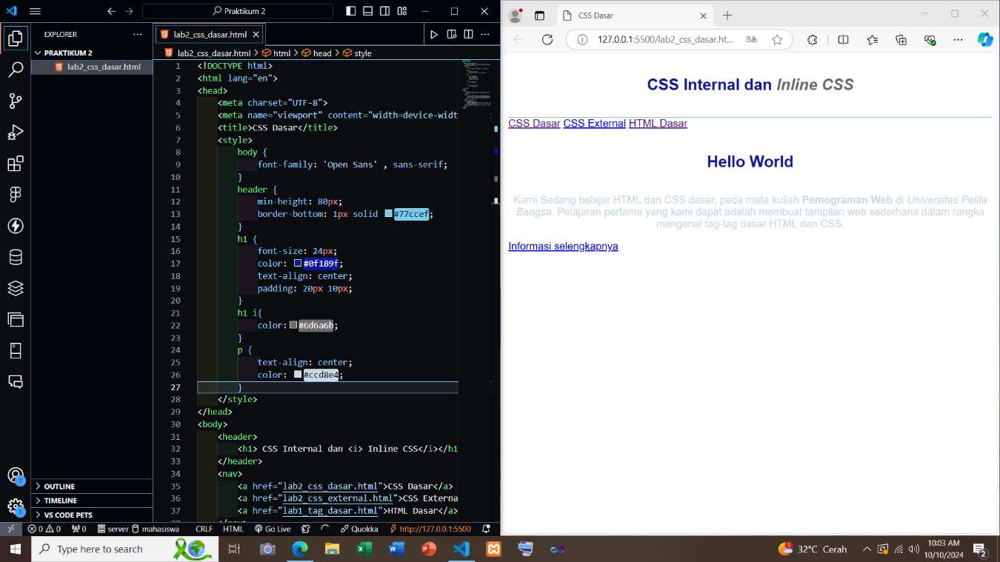 Praktikum 2
EXPLORER
PRAKTIKUM 2
lab2_css_dasar.html
OUTLINE
TIMELINE
VS CODE PETS
lab2_css_dasar.html
lab2_css_dasar.html > html > head > style
1 <!DOCTYPE html>
2 <html lang="en">
3 <head>
4 <meta charset="UTF-8">
5 <meta name="viewport" content="width=device-widt
6 <title>CSS Dasar</title>
7 <style>
8 body {
9 font-family: 'Open Sans' , sans-serif;
10 }
11 header {
12 min-height: 80px;
13 border-bottom: 1px solid #77ccef;
14 }
15 h1 {
16 font-size: 24px;
17 color: #0f189f;
18 text-align: center;
19 padding: 20px 10px;
20 }
21 h1 i{
22 color: #6d6a6b;
23 }
24 p {
25 text-align: center;
26 color: #ccd8e4;
27 }
28 </style>
29 </head>
30 <body>
31 <header>
32 <h1> CSS Internal dan <i> Inline CSS</i></h1
33 </header>
34 <nav>
35 <a href="lab2_css_dasar.html">CSS Dasar</a>
36 <a href="lab2_css_external.html">CSS Externa
37 <a href="lab1_tag_dasar.html">HTML Dasar</a>
0 0 0 server mahasiswa CRLF HTML Go Live Quokka http://127.0.0.1:5500
CSS Dasar
127.0.0.1:5500/lab2_css_dasar.ht...
CSS Internal dan Inline CSS
CSS Dasar CSS External HTML Dasar
Hello World
Kami Sedang belajar HTML dan CSS dasar, pada mata kuliah Pemograman Web di Universitas Pelita
Bangsa. Pelajaran pertama yang kami dapat adalah membuat tampilan web sederhana dalam rangka
mengenal tag-tag dasar HTML dan CSS.
Informasi selengkapnya
Type here to search
32°C Cerah
10:03 AM
10/10/2024
2